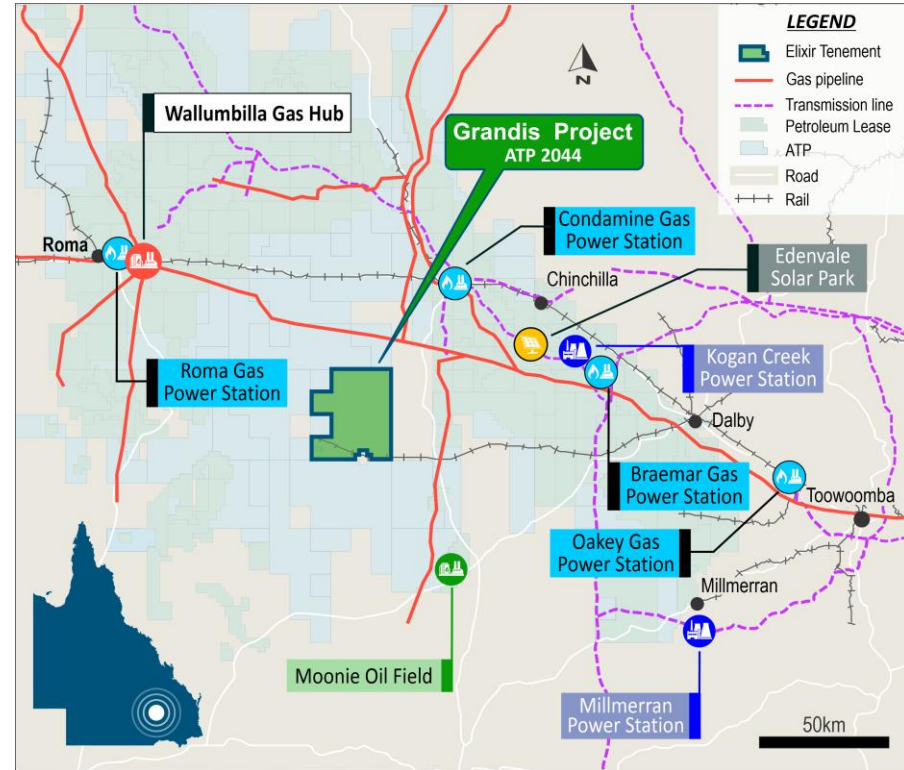 LEGEND
Elixir Tenement
Gas pipeline
Transmission line
Petroleum Lease
ATP
Road
Rail
N
Wallumbilla Gas Hub
Grandis Project
ATP 2044
Condamine Gas
Power Station
Edenvale
Solar Park
Roma
Chinchilla
Roma Gas
Power Station
Kogan Creek
Power Station
Dalby
Braemar Gas
Power Station
Toowoomba
Oakey Gas
Power Station
Millmerran
Moonie Oil Field
Millmerran
Power Station
50km